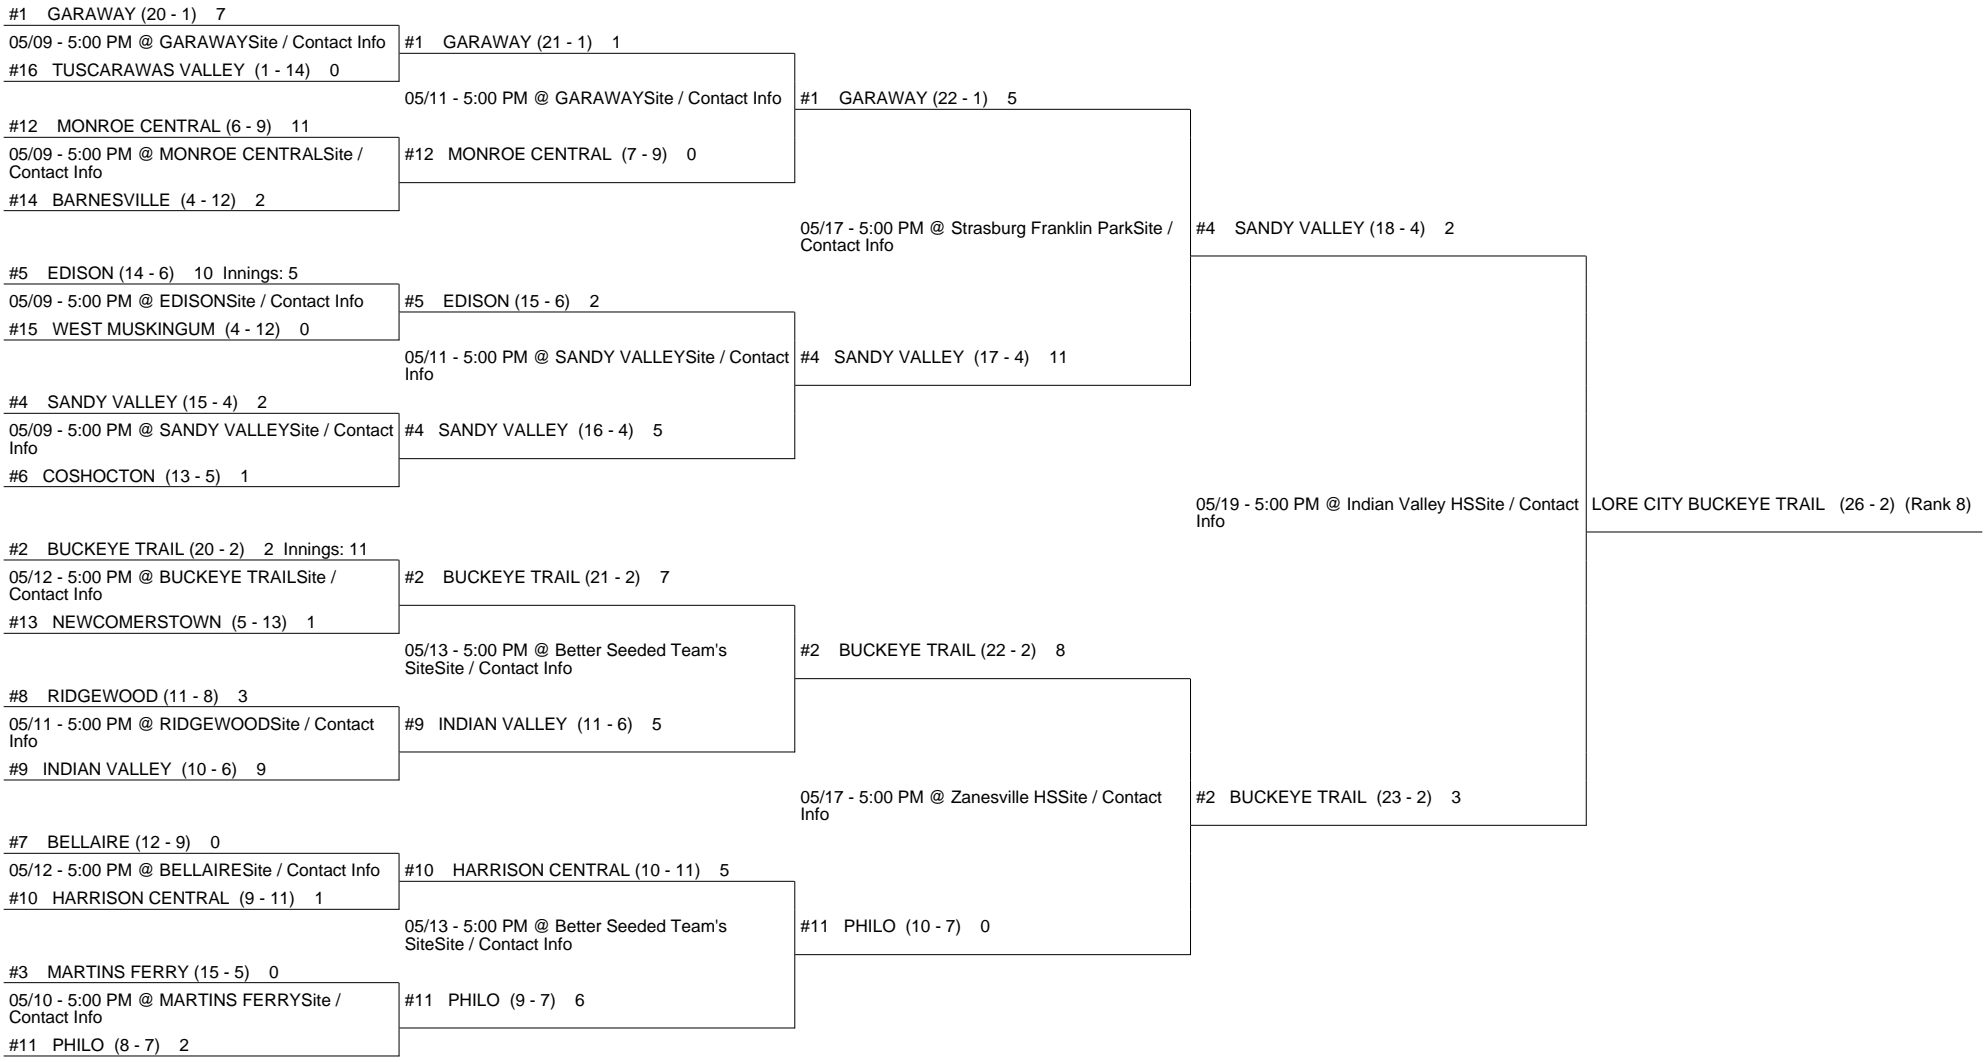 #1 GARAWAY (20 - 1) 7
05/09 - 5:00 PM @ GARAWAYSite / Contact Info
#16 TUSCARAWAS VALLEY (1 - 14) 0
#12 MONROE CENTRAL (6 - 9) 11
05/09 - 5:00 PM @ MONROE CENTRALSite /
Contact Info
#14 BARNESVILLE (4 - 12) 2
#5 EDISON (14 - 6) 10 Innings: 5
05/09 - 5:00 PM @ EDISONSite / Contact Info
#15 WEST MUSKINGUM (4 - 12) 0
#4 SANDY VALLEY (15 - 4) 2
05/09 - 5:00 PM @ SANDY VALLEYSite / Contact
Info
#6 COSHOCTON (13 - 5) 1
#2 BUCKEYE TRAIL (20 - 2) 2 Innings: 11
05/12 - 5:00 PM @ BUCKEYE TRAILSite /
Contact Info
#13 NEWCOMERSTOWN (5 - 13) 1
#8 RIDGEWOOD (11 - 8) 3
05/11 - 5:00 PM @ RIDGEWOODSite / Contact
Info
#9 INDIAN VALLEY (10 - 6) 9
#7 BELLAIRE (12 - 9) 0
05/12 - 5:00 PM @ BELLAIRESite / Contact Info
#10 HARRISON CENTRAL (9 - 11) 1
#3 MARTINS FERRY (15 - 5) 0
05/10 - 5:00 PM @ MARTINS FERRYSite /
Contact Info
#11 PHILO (8 - 7) 2
#1 GARAWAY (21 - 1) 1
05/11 - 5:00 PM @ GARAWAYSite / Contact Info
#12 MONROE CENTRAL (7 - 9) 0
#5 EDISON (15 - 6) 2
05/11 - 5:00 PM @ SANDY VALLEYSite / Contact
Info
#4 SANDY VALLEY (16 - 4) 5
#2 BUCKEYE TRAIL (21 - 2) 7
05/13 - 5:00 PM @ Better Seeded Team's
SiteSite / Contact Info
#9 INDIAN VALLEY (11 - 6) 5
#10 HARRISON CENTRAL (10 - 11) 5
05/13 - 5:00 PM @ Better Seeded Team's
SiteSite / Contact Info
#11 PHILO (9 - 7) 6
#1 GARAWAY (22 - 1) 5
05/17 - 5:00 PM @ Strasburg Franklin ParkSite /
Contact Info
#4 SANDY VALLEY (17 - 4) 11
#2 BUCKEYE TRAIL (22 - 2) 8
05/17 - 5:00 PM @ Zanesville HSSite / Contact
Info
#11 PHILO (10 - 7) 0
#4 SANDY VALLEY (18 - 4) 2
05/19 - 5:00 PM @ Indian Valley HSSite / Contact
Info
#2 BUCKEYE TRAIL (23 - 2) 3
LORE CITY BUCKEYE TRAIL (26 - 2) (Rank 8)